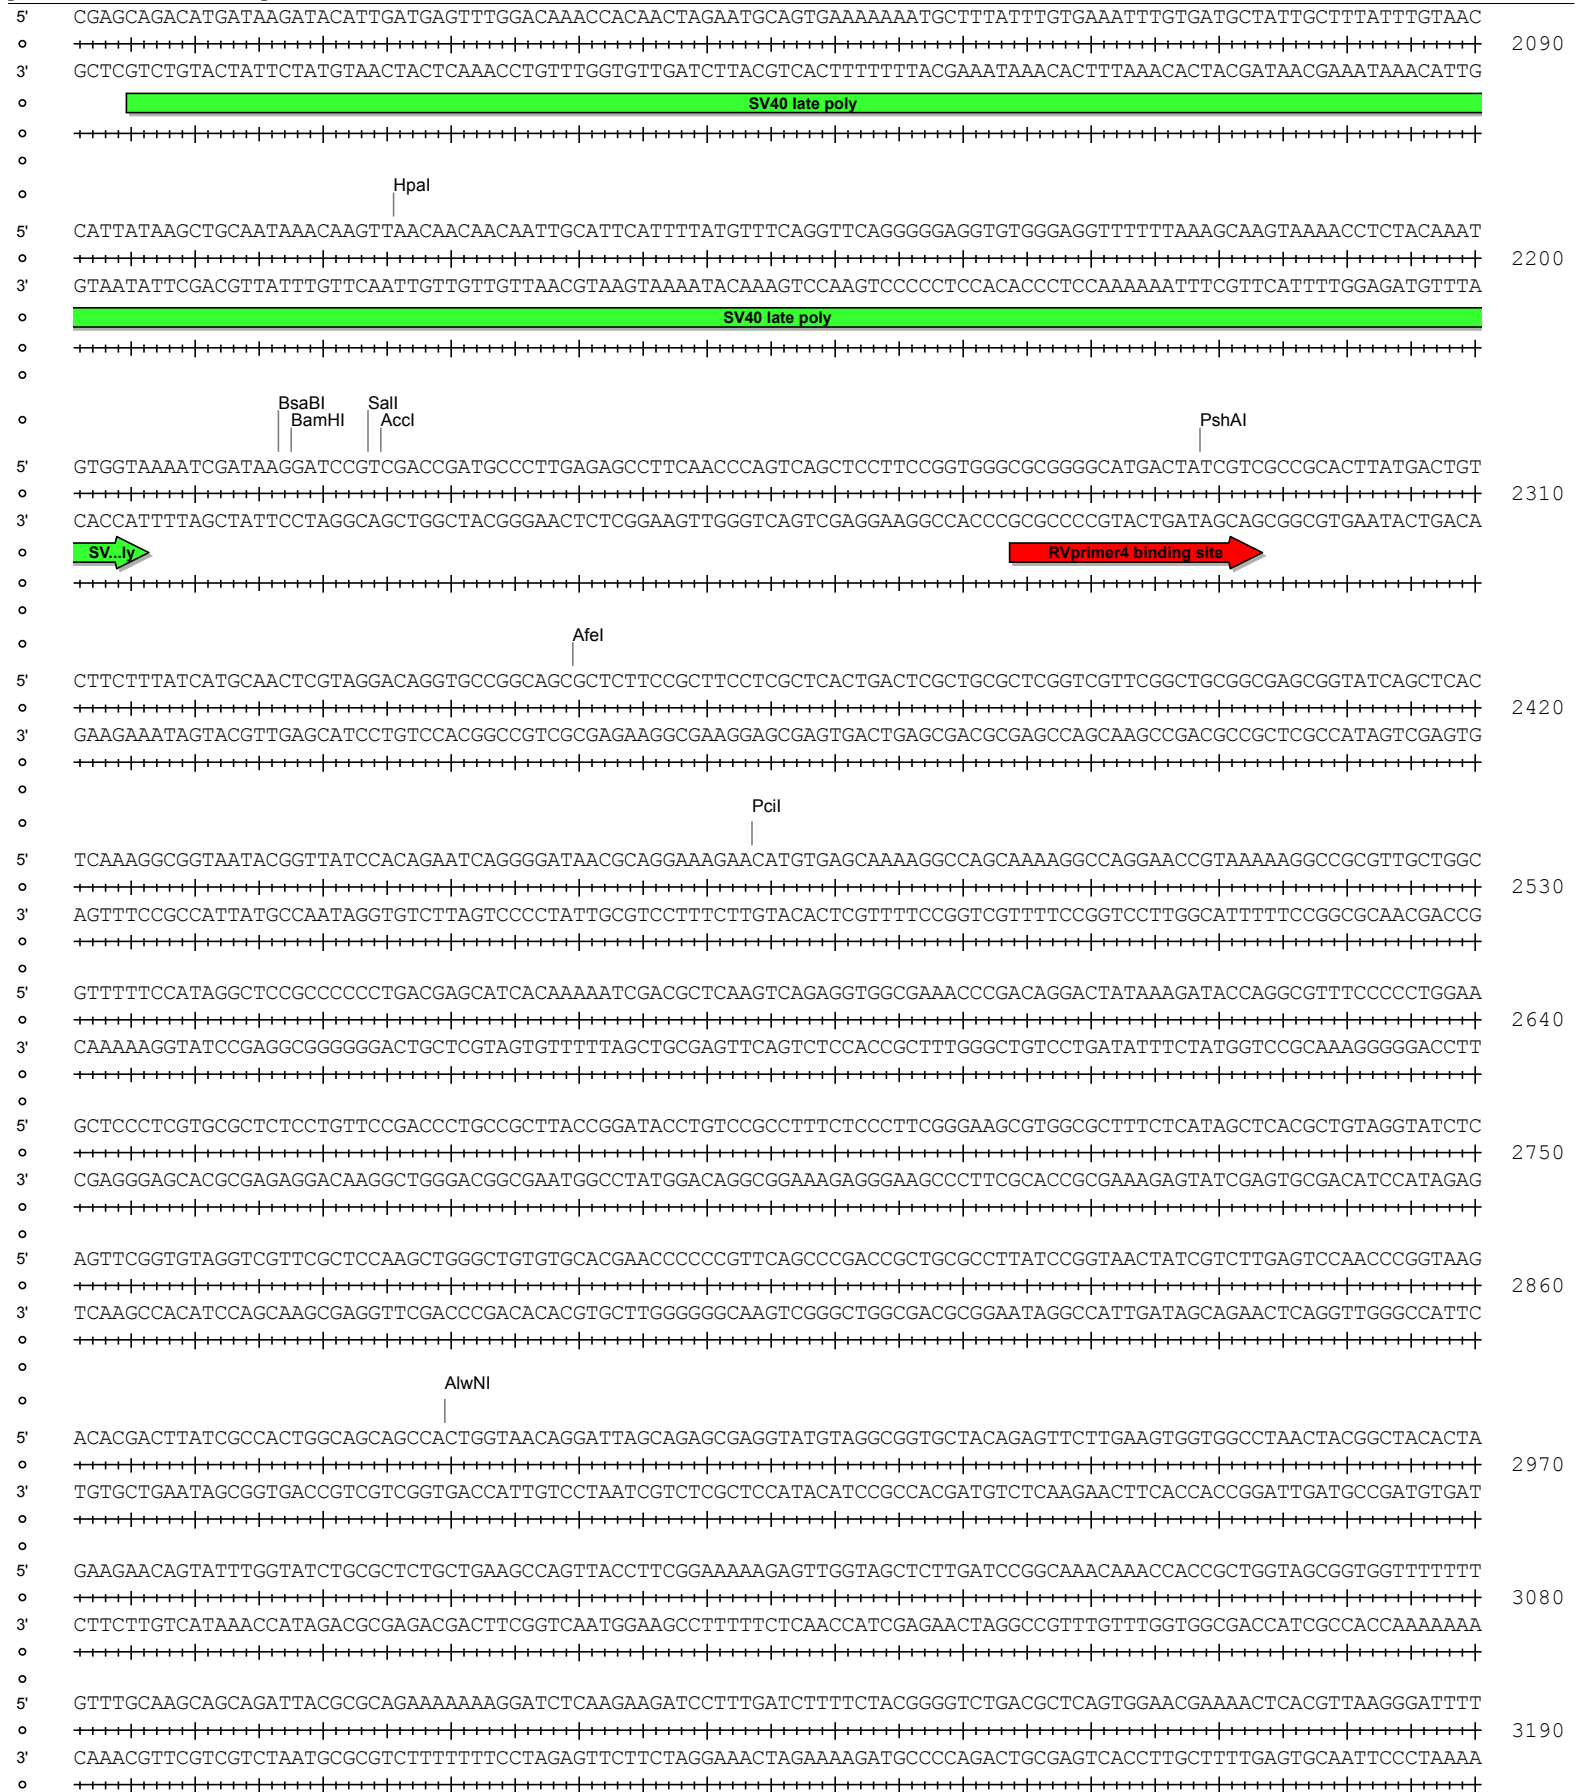 5' CGAGCAGACATGATAAGATACATTGATGAGTTTGGACAAACCACAACTAGAATGCAGTGAAAAAAATGCTTTATTTGTGAAATTTGTGATGCTATTGCTTTATTTGTAAC
2090
3' GCTCGTCTGTACTATTCTATGTAACTACTCAAACCTGTTTGGTGTTGATCTTACGTCACTTTTTTTACGAAATAAACACTTTAAACACTACGATAACGAAATAAACATTG
SV40 late poly
HpaI
5' CATTATAAGCTGCAATAAACAAGTTAACAACAACAATTGCATTCATTTTATGTTTCAGGTTCAGGGGGAGGTGTGGGAGGTTTTTTAAAGCAAGTAAAACCTCTACAAAT
2200
3' GTAATATTCGACGTTATTTGTTCAATTGTTGTTGTTAACGTAAGTAAAATACAAAGTCCAAGTCCCCCTCCACACCCTCCAAAAAATTTCGTTCATTTTGGAGATGTTTA
SV40 late poly
BsaBI SalI
BamHI AccI PshAI
5' GTGGTAAAATCGATAAGGATCCGTCGACCGATGCCCTTGAGAGCCTTCAACCCAGTCAGCTCCTTCCGGTGGGCGCGGGGCATGACTATCGTCGCCGCACTTATGACTGT
2310
3' CACCATTTTAGCTATTCCTAGGCAGCTGGCTACGGGAACTCTCGGAAGTTGGGTCAGTCGAGGAAGGCCACCCGCGCCCCGTACTGATAGCAGCGGCGTGAATACTGACA
SV...ly RVprimer4 binding site
AfeI
5' CTTCTTTATCATGCAACTCGTAGGACAGGTGCCGGCAGCGCTCTTCCGCTTCCTCGCTCACTGACTCGCTGCGCTCGGTCGTTCGGCTGCGGCGAGCGGTATCAGCTCAC
2420
3' GAAGAAATAGTACGTTGAGCATCCTGTCCACGGCCGTCGCGAGAAGGCGAAGGAGCGAGTGACTGAGCGACGCGAGCCAGCAAGCCGACGCCGCTCGCCATAGTCGAGTG
PciI
5' TCAAAGGCGGTAATACGGTTATCCACAGAATCAGGGGATAACGCAGGAAAGAACATGTGAGCAAAAGGCCAGCAAAAGGCCAGGAACCGTAAAAAGGCCGCGTTGCTGGC
2530
3' AGTTTCCGCCATTATGCCAATAGGTGTCTTAGTCCCCTATTGCGTCCTTTCTTGTACACTCGTTTTCCGGTCGTTTTCCGGTCCTTGGCATTTTTCCGGCGCAACGACCG
5' GTTTTTCCATAGGCTCCGCCCCCCTGACGAGCATCACAAAAATCGACGCTCAAGTCAGAGGTGGCGAAACCCGACAGGACTATAAAGATACCAGGCGTTTCCCCCTGGAA
2640
3' CAAAAAGGTATCCGAGGCGGGGGGACTGCTCGTAGTGTTTTTAGCTGCGAGTTCAGTCTCCACCGCTTTGGGCTGTCCTGATATTTCTATGGTCCGCAAAGGGGGACCTT
5' GCTCCCTCGTGCGCTCTCCTGTTCCGACCCTGCCGCTTACCGGATACCTGTCCGCCTTTCTCCCTTCGGGAAGCGTGGCGCTTTCTCATAGCTCACGCTGTAGGTATCTC
2750
3' CGAGGGAGCACGCGAGAGGACAAGGCTGGGACGGCGAATGGCCTATGGACAGGCGGAAAGAGGGAAGCCCTTCGCACCGCGAAAGAGTATCGAGTGCGACATCCATAGAG
5' AGTTCGGTGTAGGTCGTTCGCTCCAAGCTGGGCTGTGTGCACGAACCCCCCGTTCAGCCCGACCGCTGCGCCTTATCCGGTAACTATCGTCTTGAGTCCAACCCGGTAAG
2860
3' TCAAGCCACATCCAGCAAGCGAGGTTCGACCCGACACACGTGCTTGGGGGGCAAGTCGGGCTGGCGACGCGGAATAGGCCATTGATAGCAGAACTCAGGTTGGGCCATTC
AlwNI
5' ACACGACTTATCGCCACTGGCAGCAGCCACTGGTAACAGGATTAGCAGAGCGAGGTATGTAGGCGGTGCTACAGAGTTCTTGAAGTGGTGGCCTAACTACGGCTACACTA
2970
3' TGTGCTGAATAGCGGTGACCGTCGTCGGTGACCATTGTCCTAATCGTCTCGCTCCATACATCCGCCACGATGTCTCAAGAACTTCACCACCGGATTGATGCCGATGTGAT
5' GAAGAACAGTATTTGGTATCTGCGCTCTGCTGAAGCCAGTTACCTTCGGAAAAAGAGTTGGTAGCTCTTGATCCGGCAAACAAACCACCGCTGGTAGCGGTGGTTTTTTT
3080
3' CTTCTTGTCATAAACCATAGACGCGAGACGACTTCGGTCAATGGAAGCCTTTTTCTCAACCATCGAGAACTAGGCCGTTTGTTTGGTGGCGACCATCGCCACCAAAAAAA
5' GTTTGCAAGCAGCAGATTACGCGCAGAAAAAAAGGATCTCAAGAAGATCCTTTGATCTTTTCTACGGGGTCTGACGCTCAGTGGAACGAAAACTCACGTTAAGGGATTTT
3190
3' CAAACGTTCGTCGTCTAATGCGCGTCTTTTTTTCCTAGAGTTCTTCTAGGAAACTAGAAAAGATGCCCCAGACTGCGAGTCACCTTGCTTTTGAGTGCAATTCCCTAAAA